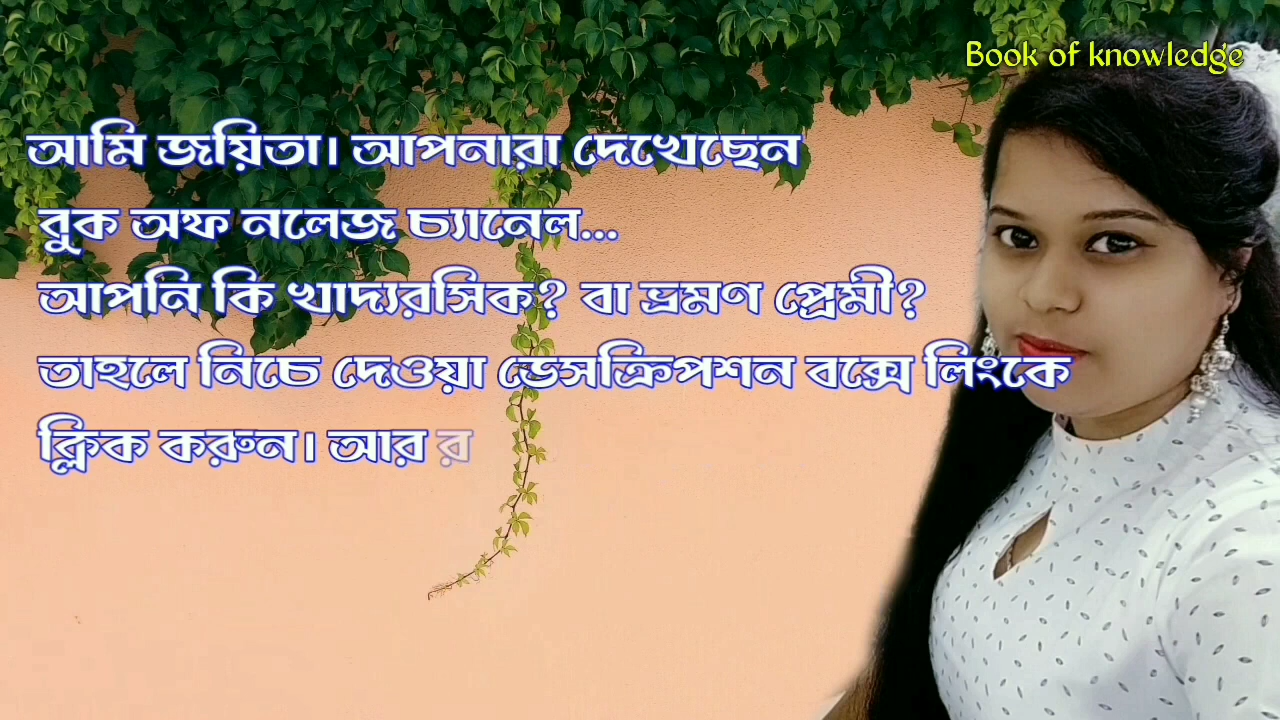 Book of knowledge
আমি জয়িতা। আপনারা দেখেছেন
বুক অফ নলেজ চ্যানেল...
আপনি কি খাদ্যরসিক? বা ভ্রমণ প্রেমী?
তাহলে নিচে দেওয়া ডেসক্রিপশন বক্সে লিংকে
ক্লিক করুন। আর র